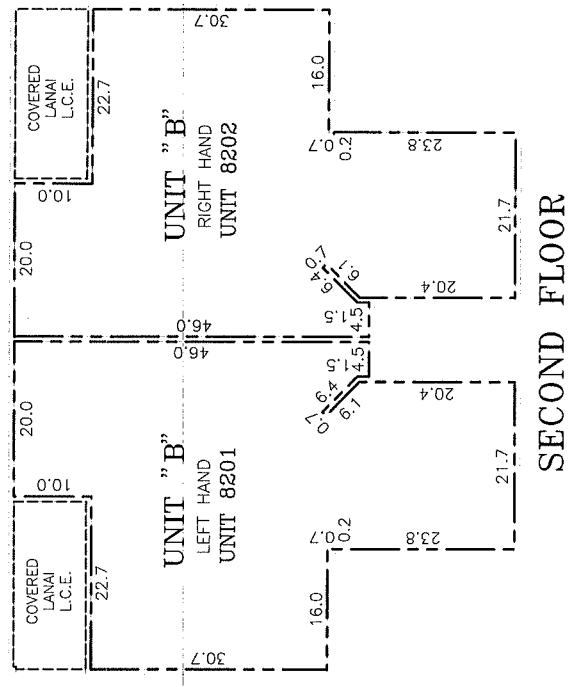 COVERED
LANAI
L.C.E.
22.7
10.0
20.0
30.7
UNIT "B"
RIGHT HAND
UNIT 8202
46.0
16.0
0.7
0.2
23.8
21.7
20.4
0.7
6.4
6.1
1.5
4.5
COVERED
LANAI
L.C.E.
22.7
10.0
20.0
30.7
UNIT "B"
LEFT HAND
UNIT 8201
46.0
16.0
0.7
0.2
23.8
21.7
20.4
0.7
6.4
6.1
1.5
4.5
SECOND FLOOR